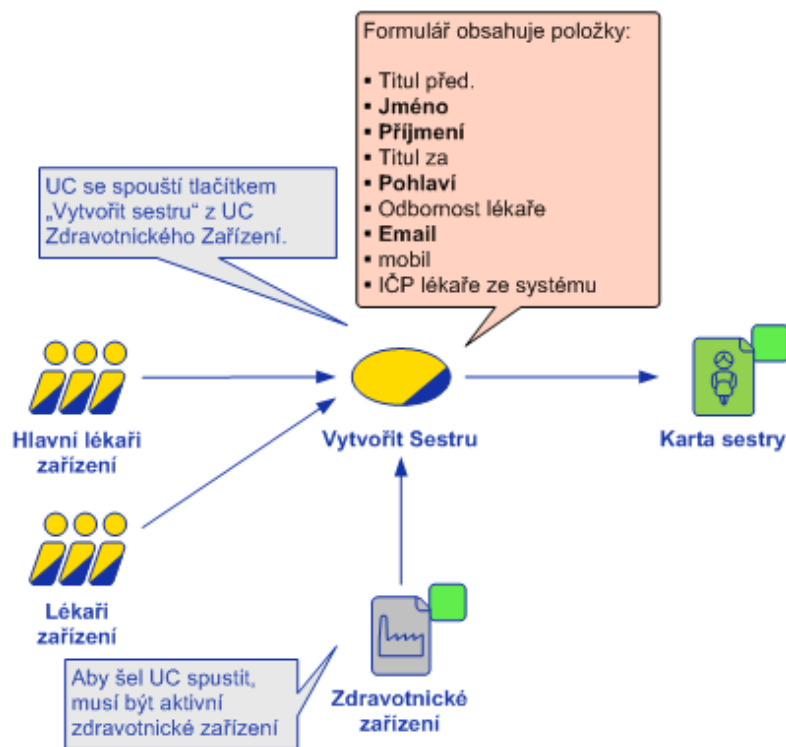 Formulář obsahuje položky:
▪ Titul před.
▪ Jméno
▪ Příjmení
▪ Titul za
▪ Pohlaví
▪ Odbornost lékaře
▪ Email
▪ mobil
▪ IČP lékaře ze systému
UC se spouští tlačítkem
„Vytvořit sestru“ z UC
Zdravotnického Zařízení.
Hlavní lékaři
zařízení
Vytvořit Sestru
Karta sestry
Lékaři
zařízení
Aby šel UC spustit,
musí být aktivní
zdravotnické zařízení
Zdravotnické
zařízení